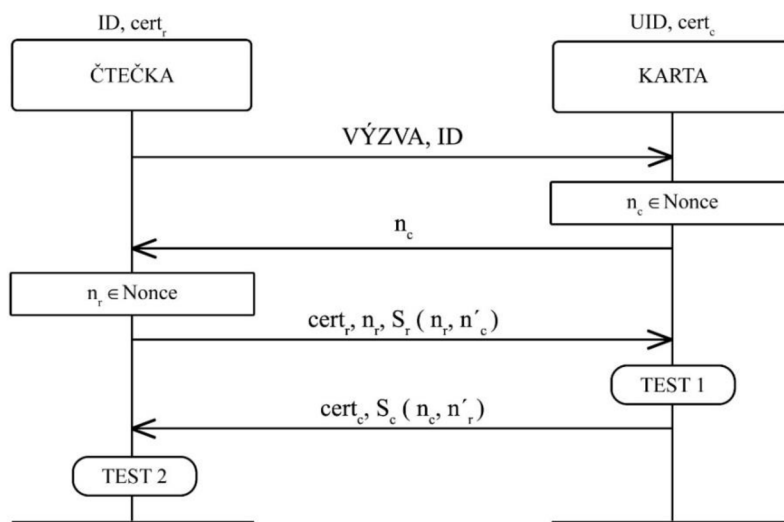 ID, cert_r
UID, cert_c
ČTEČKA
KARTA
VÝZVA, ID
n_c ∈ Nonce
n_c
n_r ∈ Nonce
cert_r, n_r, S_r ( n_r, n´_c)
TEST 1
cert_c, S_c ( n_c, n´_r)
TEST 2